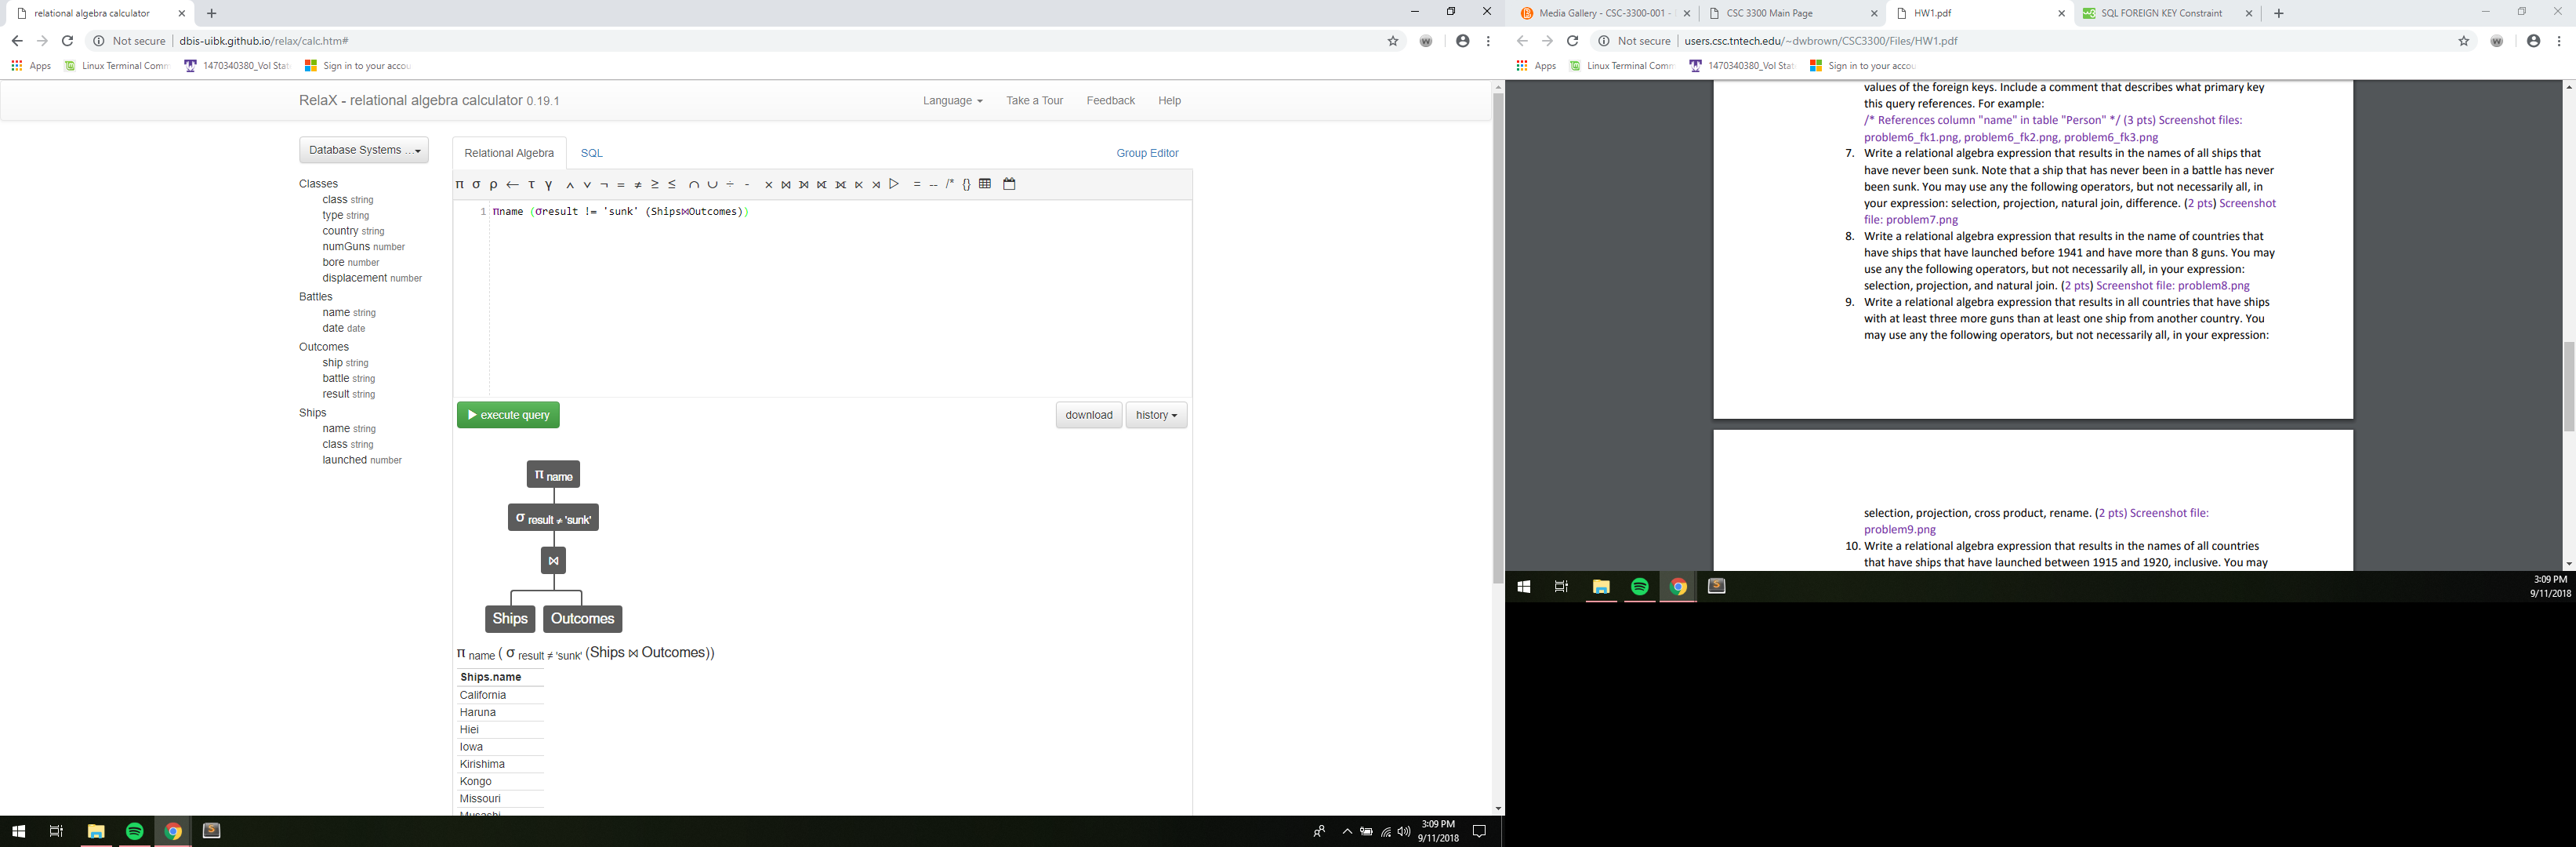 relational algebra calculator
Not secure | dbis-uibk.github.io/relax/calc.htm#
Apps Linux Terminal Comm 1470340380_Vol Stat Sign in to your accou
RelaX - relational algebra calculator 0.19.1
Language Take a Tour Feedback Help
Database Systems ...
Classes
class string
type string
country string
numGuns number
bore number
displacement number
Battles
name string
date date
Outcomes
ship string
battle string
result string
Ships
name string
class string
launched number
Relational Algebra SQL Group Editor
π σ ρ ← τ γ ∧ ∨ ¬ = ≠ ≥ ≤ ∩ ∪ ÷ - × ⋈ ⟕ ⟖ ⟗ ⋉ ⋊ ▷ = -- /* {}
1 πname (σresult != 'sunk' (Ships⋈Outcomes))
execute query download history
π name
σ result ≠ 'sunk'
⋈
Ships Outcomes
π name ( σ result ≠ 'sunk' (Ships ⋈ Outcomes))
Ships.name
California
Haruna
Hiei
Iowa
Kirishima
Kongo
Missouri
Musashi
3:09 PM
9/11/2018
Media Gallery - CSC-3300-001 - CSC 3300 Main Page HW1.pdf SQL FOREIGN KEY Constraint
Not secure | users.csc.tntech.edu/~dwbrown/CSC3300/Files/HW1.pdf
Apps Linux Terminal Comm 1470340380_Vol Stat Sign in to your accou
values of the foreign keys. Include a comment that describes what primary key
this query references. For example:
/* References column "name" in table "Person" */ (3 pts) Screenshot files:
problem6_fk1.png, problem6_fk2.png, problem6_fk3.png
7. Write a relational algebra expression that results in the names of all ships that
have never been sunk. Note that a ship that has never been in a battle has never
been sunk. You may use any the following operators, but not necessarily all, in
your expression: selection, projection, natural join, difference. (2 pts) Screenshot
file: problem7.png
8. Write a relational algebra expression that results in the name of countries that
have ships that have launched before 1941 and have more than 8 guns. You may
use any the following operators, but not necessarily all, in your expression:
selection, projection, and natural join. (2 pts) Screenshot file: problem8.png
9. Write a relational algebra expression that results in all countries that have ships
with at least three more guns than at least one ship from another country. You
may use any the following operators, but not necessarily all, in your expression:
selection, projection, cross product, rename. (2 pts) Screenshot file:
problem9.png
10. Write a relational algebra expression that results in the names of all countries
that have ships that have launched between 1915 and 1920, inclusive. You may
3:09 PM
9/11/2018